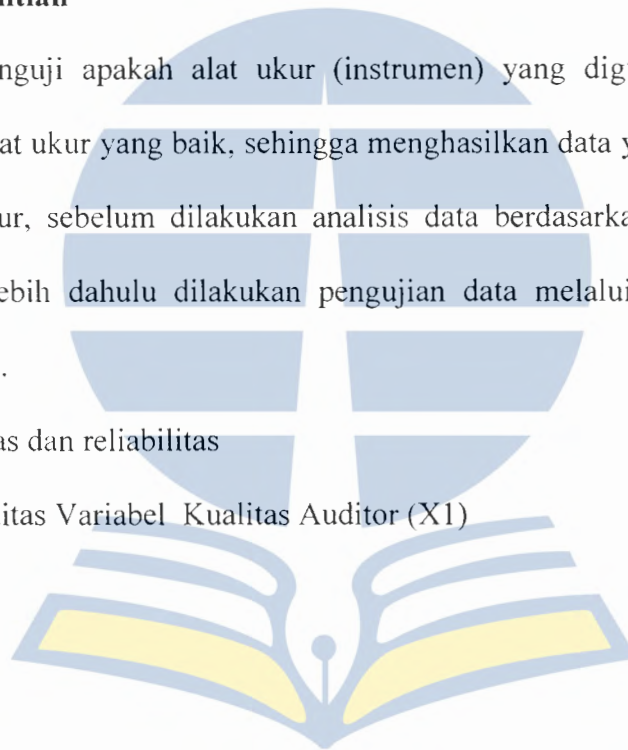 nguji apakah alat ukur (instrumen) yang dig
at ukur yang baik, sehingga menghasilkan data y
ur, sebelum dilakukan analisis data berdasarka
ebih dahulu dilakukan pengujian data melalui
.
as dan reliabilitas
itas Variabel Kualitas Auditor (X1)